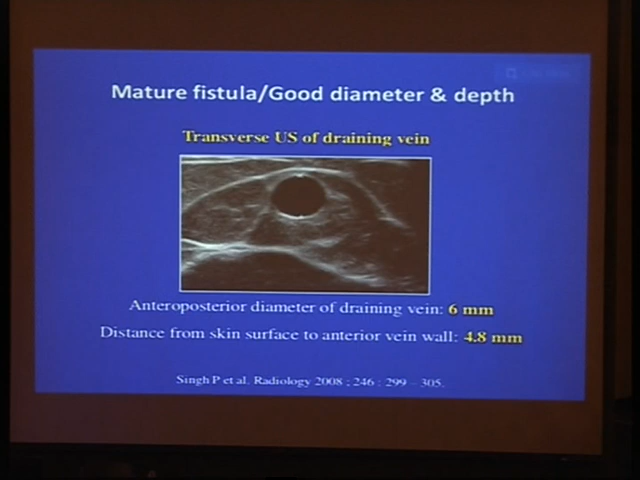 Mature fistula/Good diameter & depth
Transverse US of draining vein
Anteroposterior diameter of draining vein: 6 mm
Distance from skin surface to anterior vein wall: 4.8 mm
Singh P et al. Radiology 2008 ; 246 : 299 – 305.